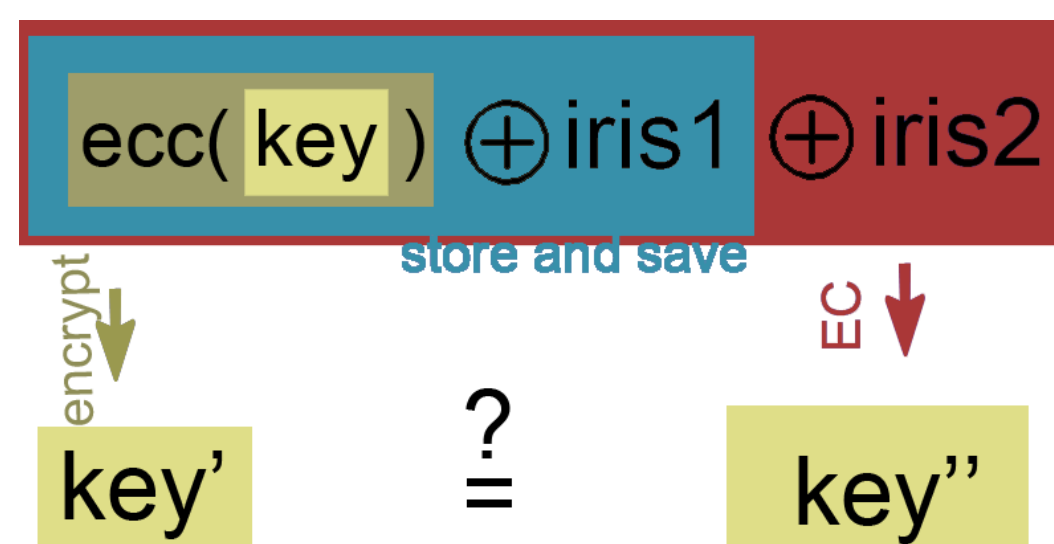 ecc( key ) ⊕ iris1 ⊕ iris2
store and save
encrypt
EC
?
=
key’
key’’